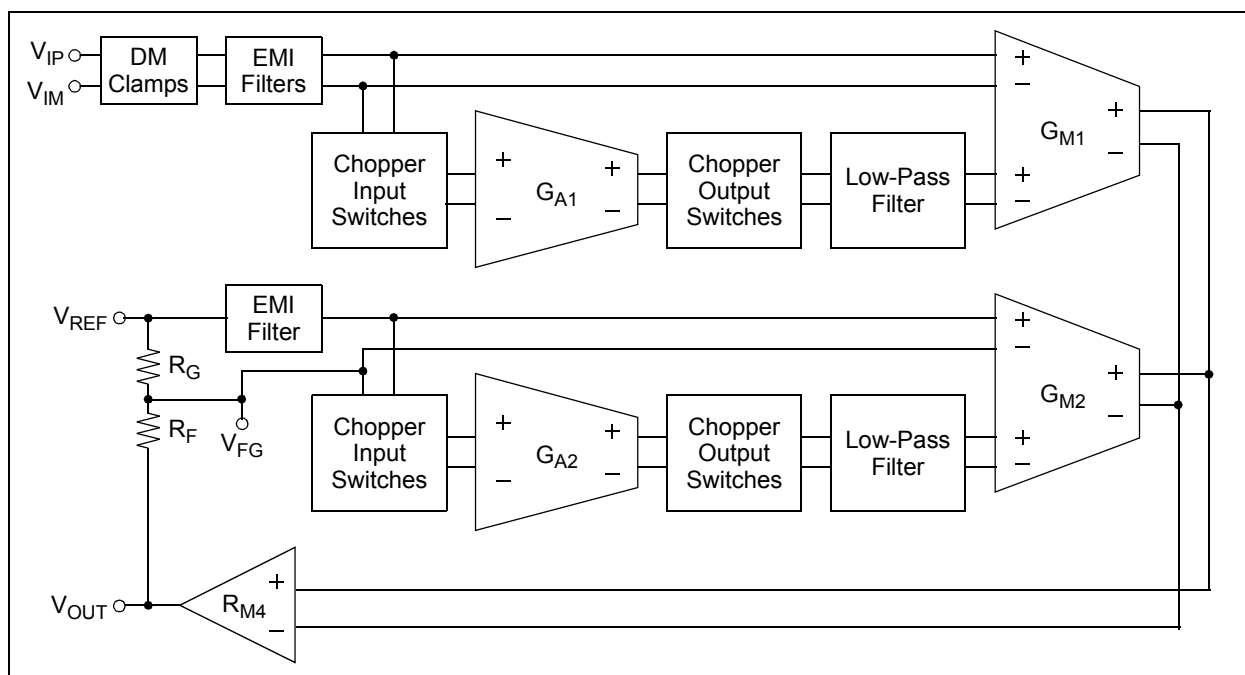 V_IP
V_IM
DM
Clamps
EMI
Filters
+
−
+
−
G_M1
+
−
Chopper
Input
Switches
+
−
G_A1
+
−
Chopper
Output
Switches
Low-Pass
Filter
V_REF
EMI
Filter
R_G
R_F
V_FG
+
−
+
−
G_M2
+
−
Chopper
Input
Switches
+
−
G_A2
+
−
Chopper
Output
Switches
Low-Pass
Filter
V_OUT
R_M4
+
−